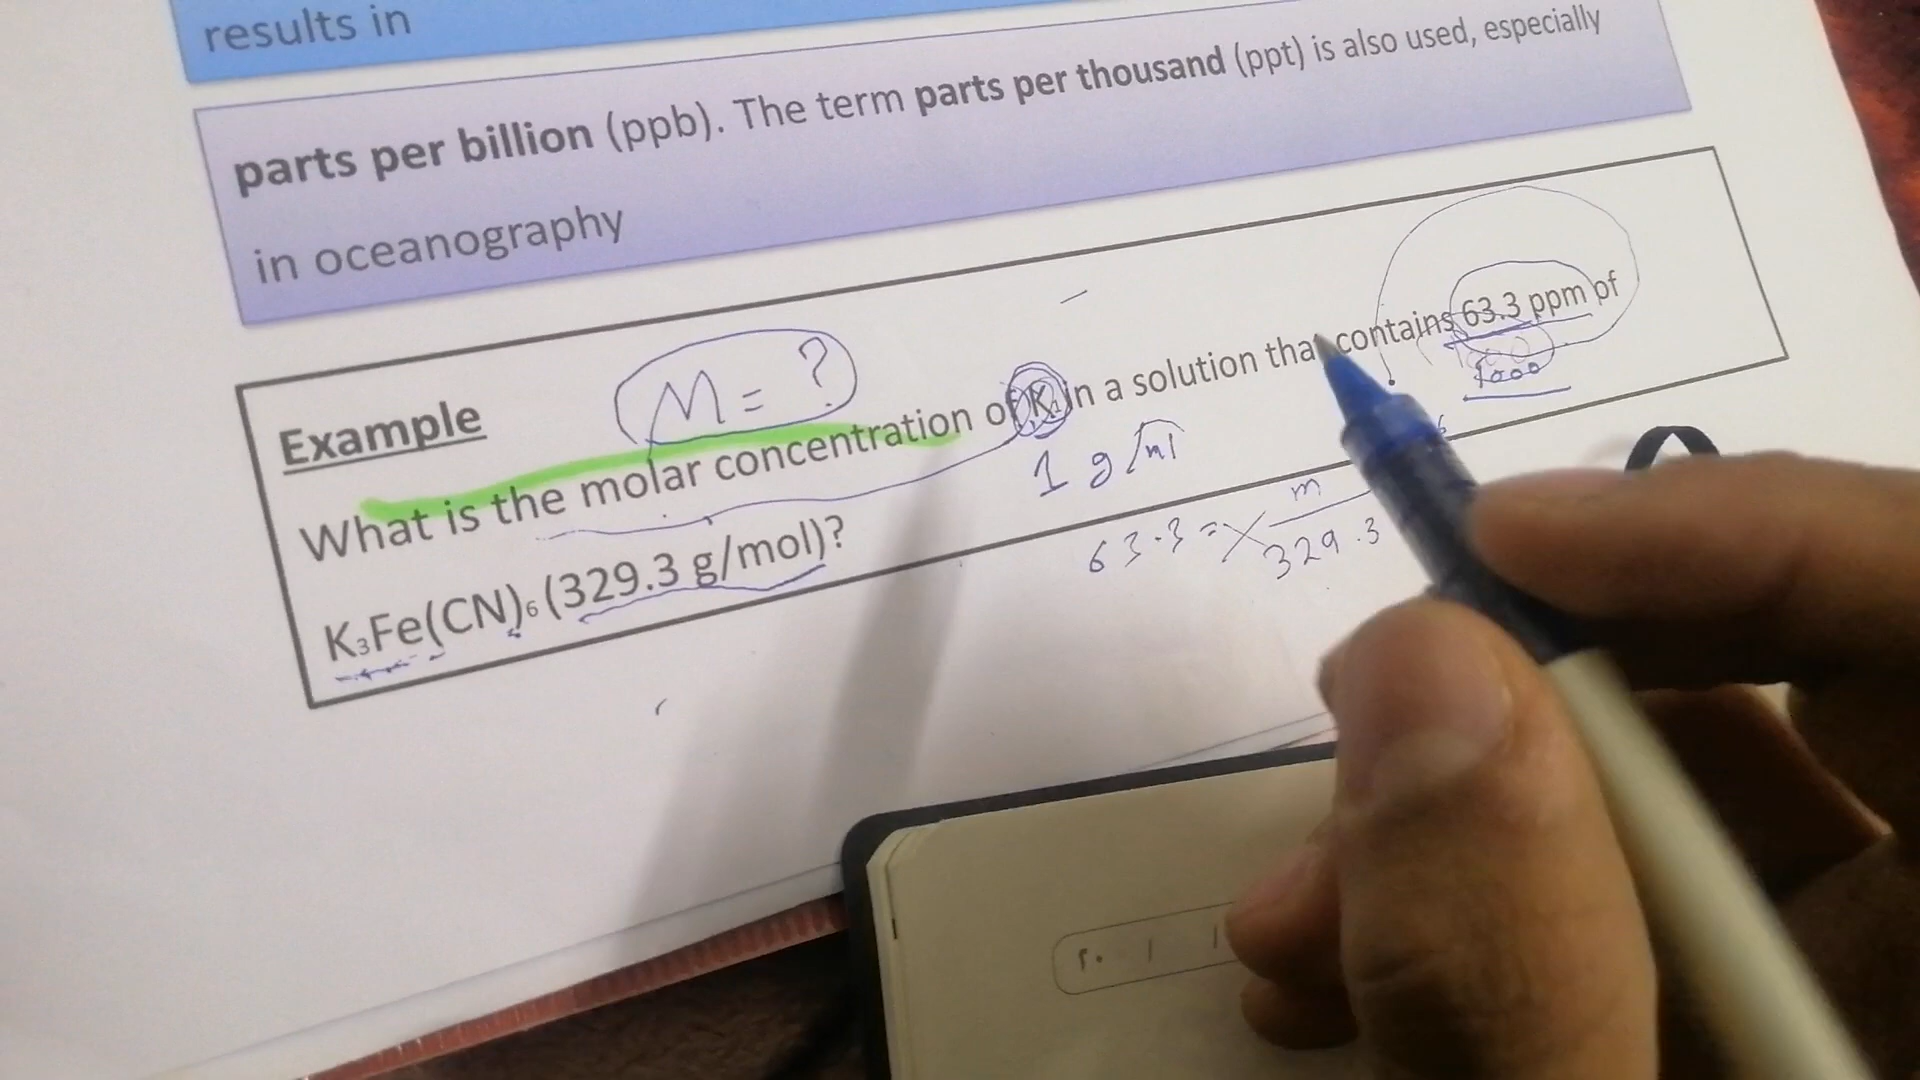 results in
parts per billion (ppb). The term parts per thousand (ppt) is also used, especially
in oceanography
Example
M = ?
What is the molar concentration of K in a solution that contains 63.3 ppm of
1000
1 g/ml
K₃Fe(CN)₆ (329.3 g/mol)?
m
63.3 = 329.3
٢٠